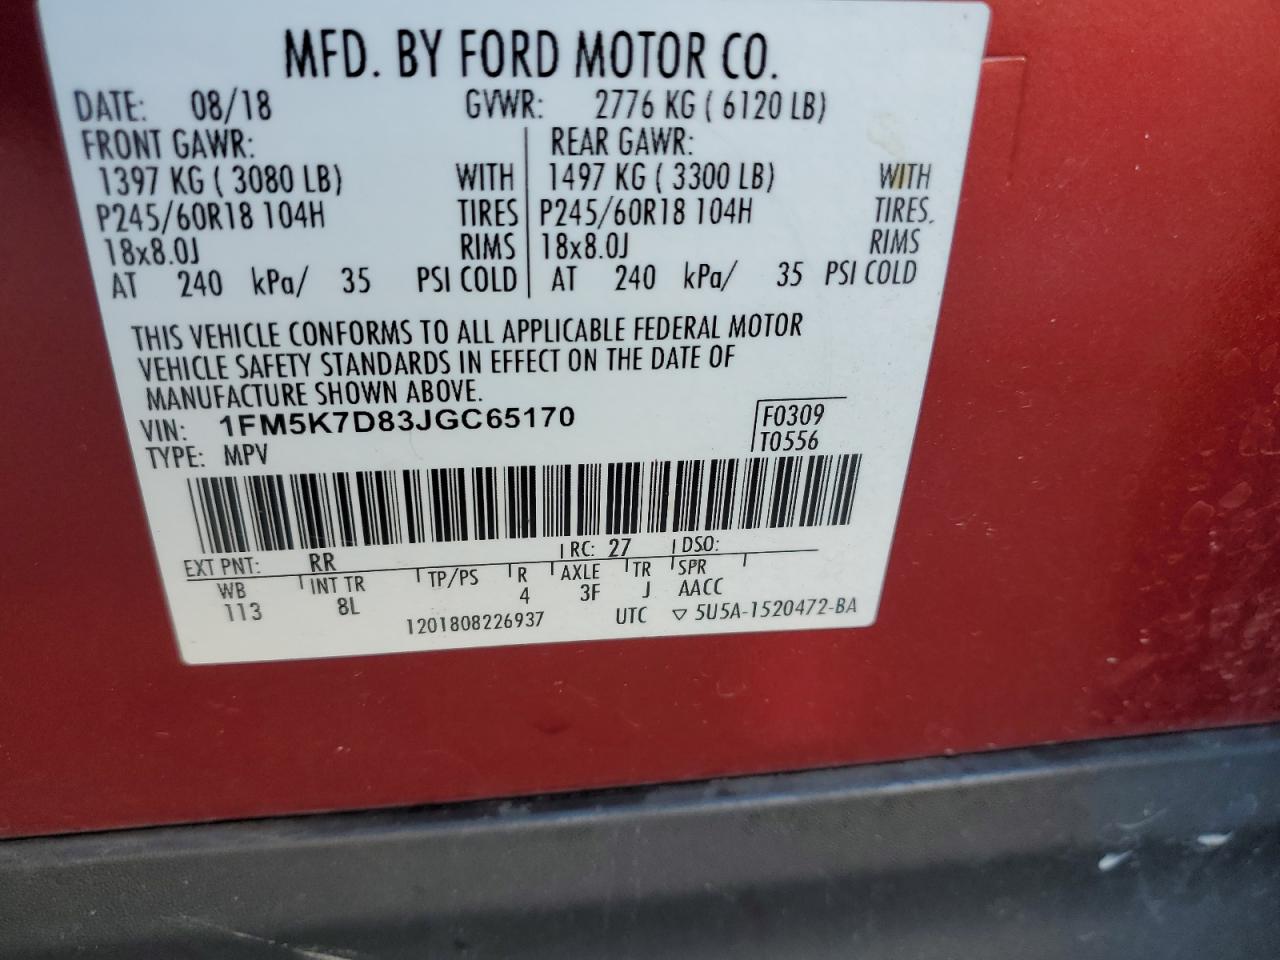 MFD. BY FORD MOTOR CO.
DATE: 08/18 GVWR: 2776 KG ( 6120 LB)
FRONT GAWR: REAR GAWR:
1397 KG ( 3080 LB) WITH 1497 KG ( 3300 LB) WITH
P245/60R18 104H TIRES P245/60R18 104H TIRES.
18x8.0J RIMS 18x8.0J RIMS
AT 240 kPa/ 35 PSI COLD AT 240 kPa/ 35 PSI COLD
THIS VEHICLE CONFORMS TO ALL APPLICABLE FEDERAL MOTOR
VEHICLE SAFETY STANDARDS IN EFFECT ON THE DATE OF
MANUFACTURE SHOWN ABOVE.
VIN: 1FM5K7D83JGC65170 F0309
TYPE: MPV T0556
EXT PNT: RR RC: 27 DSO:
WB INT TR TP/PS R AXLE TR SPR
113 8L 4 3F J AACC
1201808226937 UTC ▽ 5U5A-1520472-BA